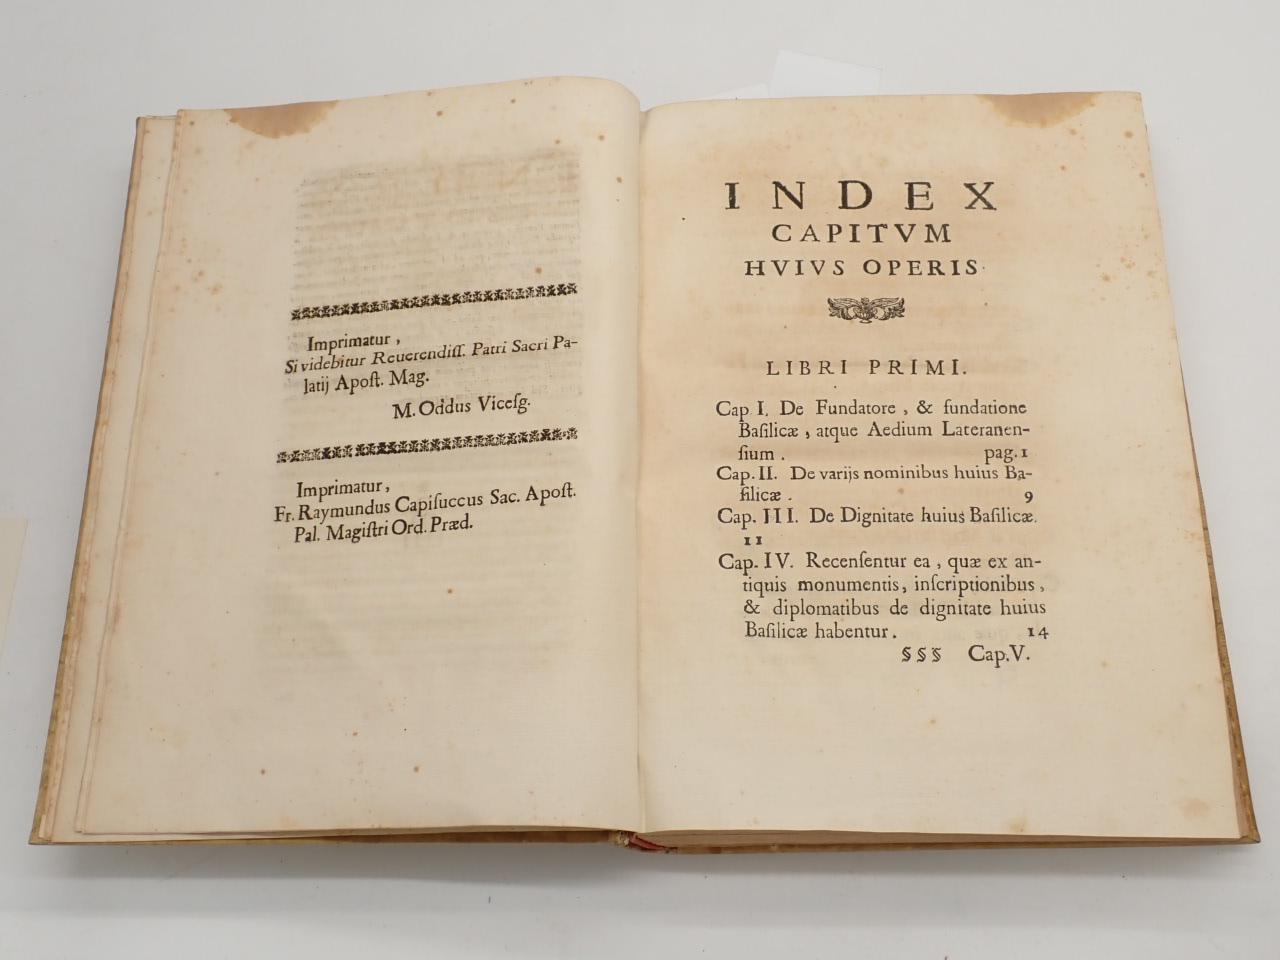 Imprimatur,
Si videbitur Reuerendiſſ. Patri Sacri Pa-
latij Apoſt. Mag.
M. Oddus Viceſg.
Imprimatur,
Fr. Raymundus Capiſuccus Sac. Apoſt.
Pal. Magiſtri Ord. Præd.
INDEX
CAPITVM
HVIVS OPERIS.
LIBRI PRIMI.
Cap. I. De Fundatore, & fundatione
Baſilicæ, atque Aedium Lateranen-
ſium. pag. 1
Cap. II. De varijs nominibus huius Ba-
ſilicæ. 9
Cap. III. De Dignitate huius Baſilicæ.
11
Cap. IV. Recenſentur ea, quæ ex an-
tiquis monumentis, inſcriptionibus,
& diplomatibus de dignitate huius
Baſilicæ habentur. 14
§§§ Cap.V.